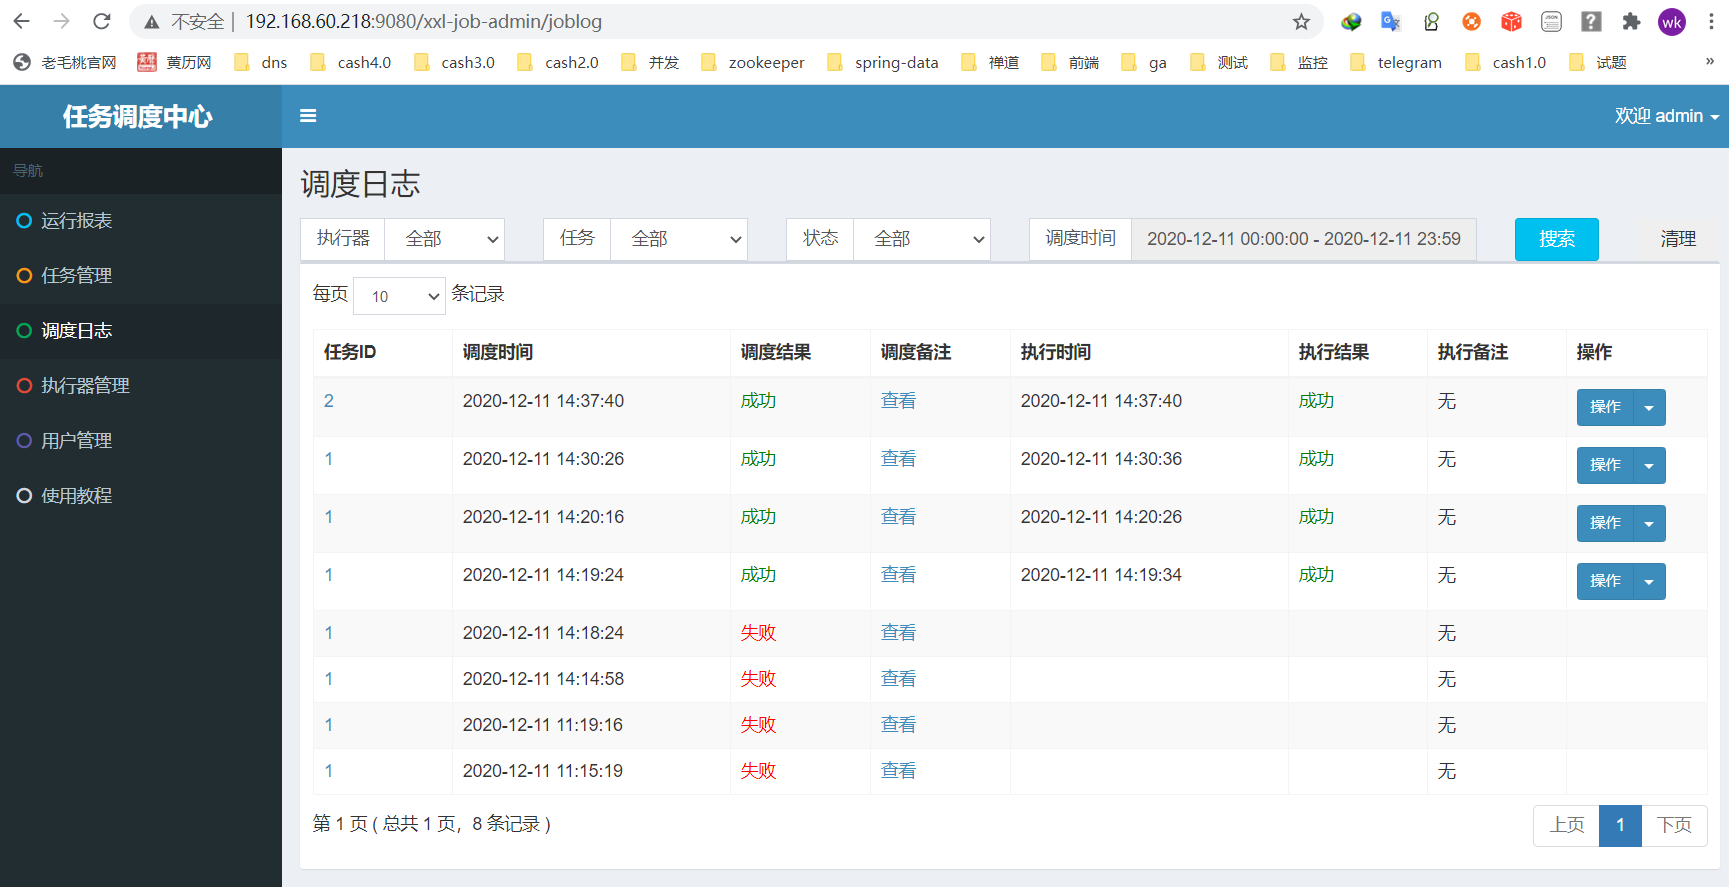 不安全 | 192.168.60.218:9080/xxl-job-admin/joblog wk
老毛桃官网 黄历网 dns cash4.0 cash3.0 cash2.0 并发 zookeeper spring-data 禅道 前端 ga 测试 监控 telegram cash1.0 试题 »
任务调度中心 欢迎 admin
导航
运行报表
任务管理
调度日志
执行器管理
用户管理
使用教程
调度日志
执行器 全部 任务 全部 状态 全部 调度时间 2020-12-11 00:00:00 - 2020-12-11 23:59 搜索 清理
每页 10 条记录
任务ID 调度时间 调度结果 调度备注 执行时间 执行结果 执行备注 操作
2 2020-12-11 14:37:40 成功 查看 2020-12-11 14:37:40 成功 无 操作
1 2020-12-11 14:30:26 成功 查看 2020-12-11 14:30:36 成功 无 操作
1 2020-12-11 14:20:16 成功 查看 2020-12-11 14:20:26 成功 无 操作
1 2020-12-11 14:19:24 成功 查看 2020-12-11 14:19:34 成功 无 操作
1 2020-12-11 14:18:24 失败 查看 无
1 2020-12-11 14:14:58 失败 查看 无
1 2020-12-11 11:19:16 失败 查看 无
1 2020-12-11 11:15:19 失败 查看 无
第 1 页 ( 总共 1 页，8 条记录 ) 上页 1 下页